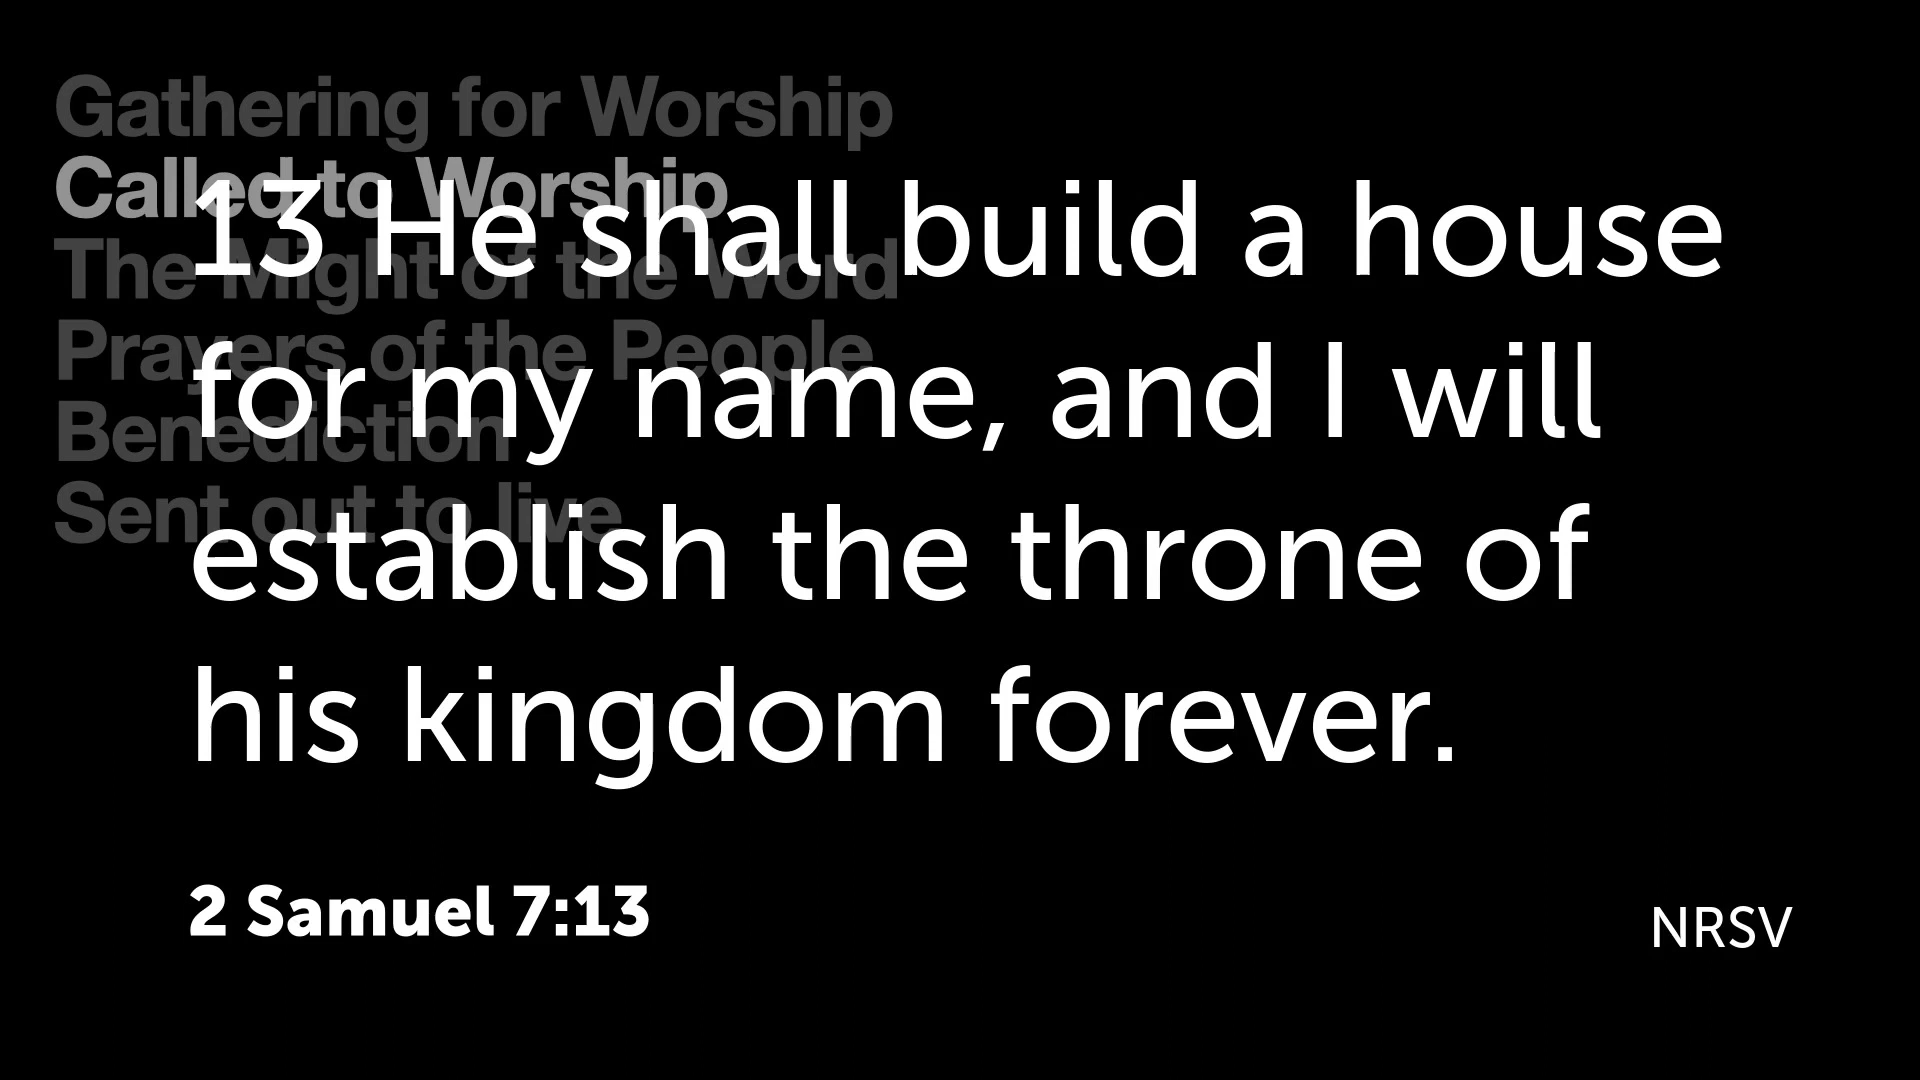 Gathering for Worship
Called to Worship
The Might of the Word
Prayers of the People
Benediction
Sent out to live
13 He shall build a house
for my name, and I will
establish the throne of
his kingdom forever.
2 Samuel 7:13
NRSV